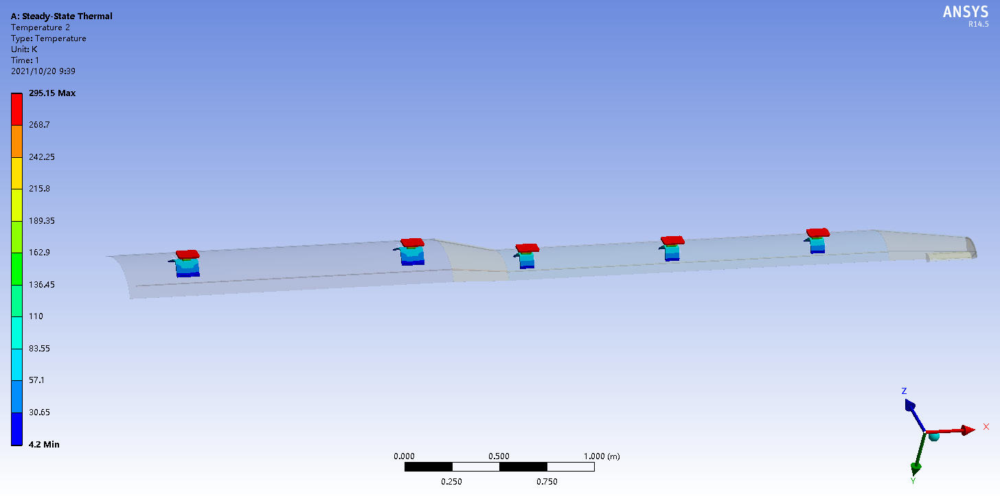 A: Steady-State Thermal
Temperature 2
Type: Temperature
Unit: K
Time: 1
2021/10/20 9:39
ANSYS
R14.5
295.15 Max
268.7
242.25
215.8
189.35
162.9
136.45
110
83.55
57.1
30.65
4.2 Min
0.000
0.500
1.000 (m)
0.250
0.750
Z
X
Y